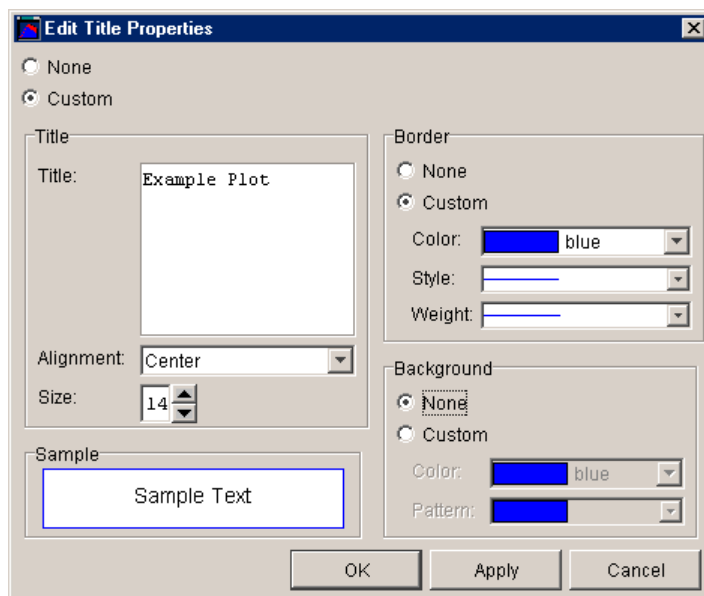 Edit Title Properties
None
Custom
Title
Title:
Example Plot
Alignment:
Center
Size:
14
Sample
Sample Text
Border
None
Custom
Color:
blue
Style:
Weight:
Background
None
Custom
Color:
blue
Pattern:
OK
Apply
Cancel